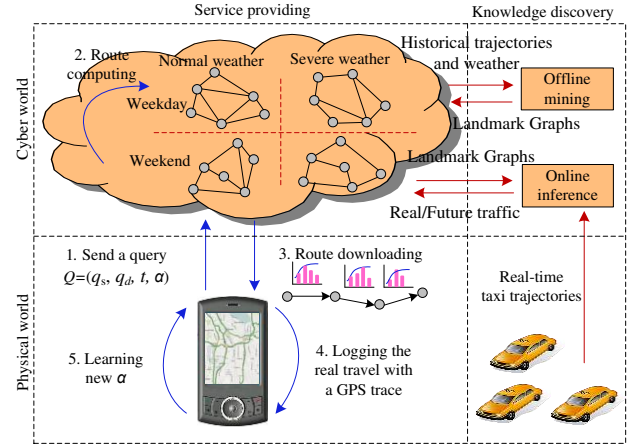 Service providing
Knowledge discovery
Cyber world
2. Route
computing
Normal weather
Severe weather
Weekday
Weekend
Historical trajectories
and weather
Offline
mining
Landmark Graphs
Landmark Graphs
Online
inference
Real/Future traffic
Physical world
1. Send a query
Q=(qs, qd, t, α)
3. Route downloading
Real-time
taxi trajectories
5. Learning
new α
4. Logging the
real travel with
a GPS trace